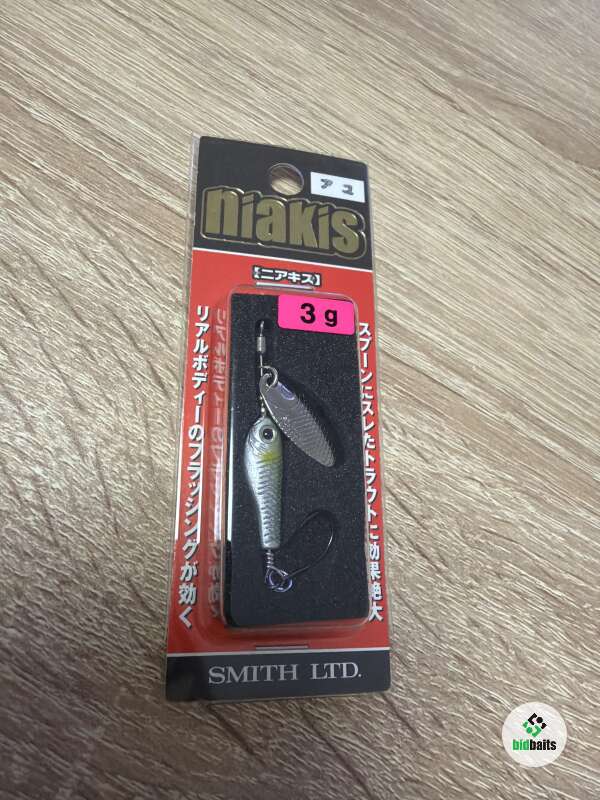 アユ
niakis
【ニアキス】
3g
スプーンにスレたトラウトに効果絶大
リアルボディーのフラッシングが効く
SMITH LTD.
bidbaits